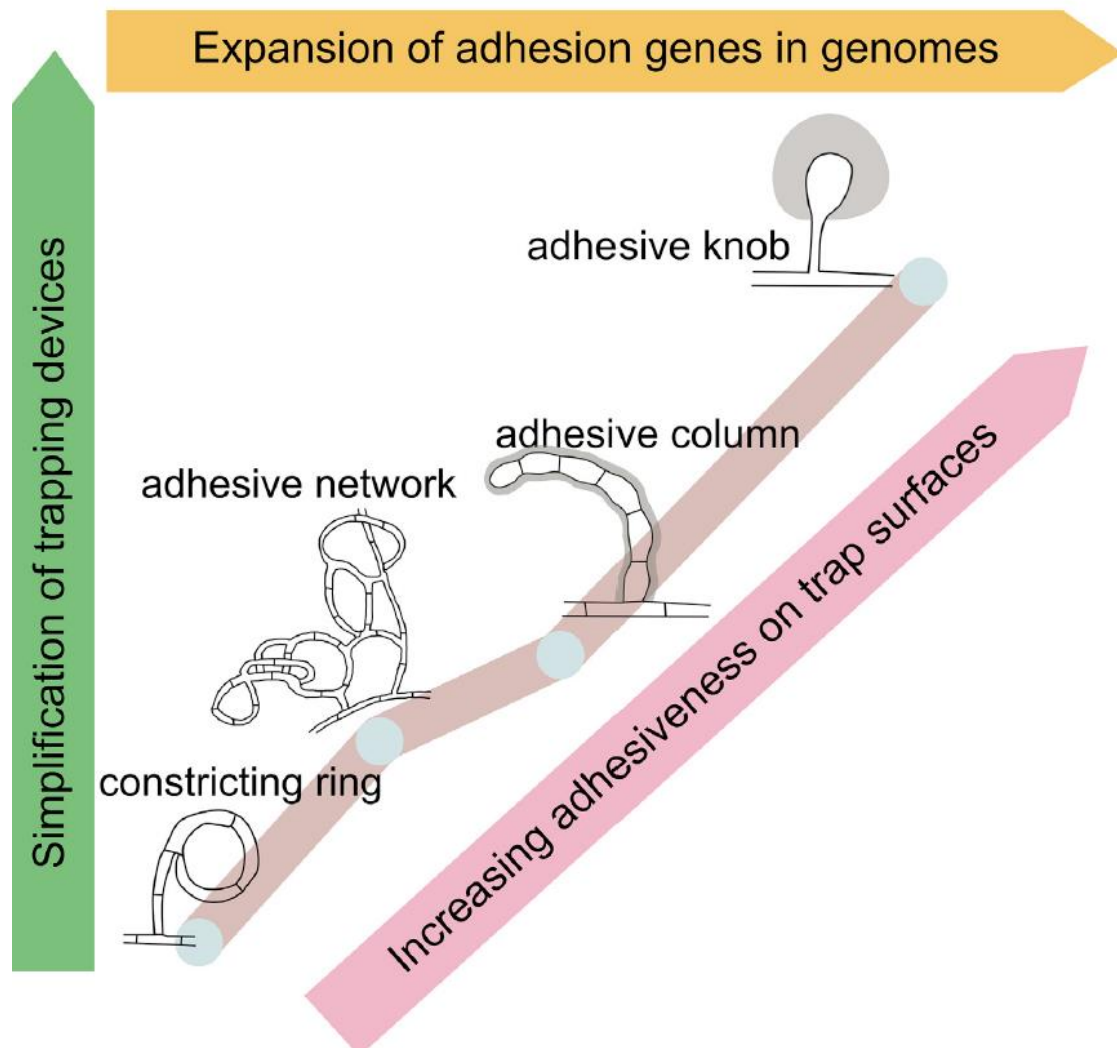 Expansion of adhesion genes in genomes
Simplification of trapping devices
adhesive knob
adhesive column
adhesive network
constricting ring
Increasing adhesiveness on trap surfaces